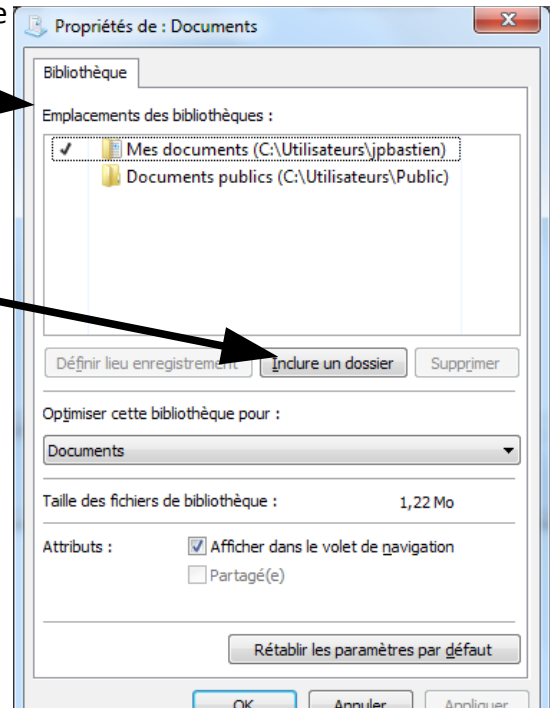 e
Propriétés de : Documents
Bibliothèque
Emplacements des bibliothèques :
Mes documents (C:\Utilisateurs\jpbastien)
Documents publics (C:\Utilisateurs\Public)
Définir lieu enregistrement Inclure un dossier Supprimer
Optimiser cette bibliothèque pour :
Documents
Taille des fichiers de bibliothèque : 1,22 Mo
Attributs : Afficher dans le volet de navigation
Partagé(e)
Rétablir les paramètres par défaut
OK Annuler Appliquer